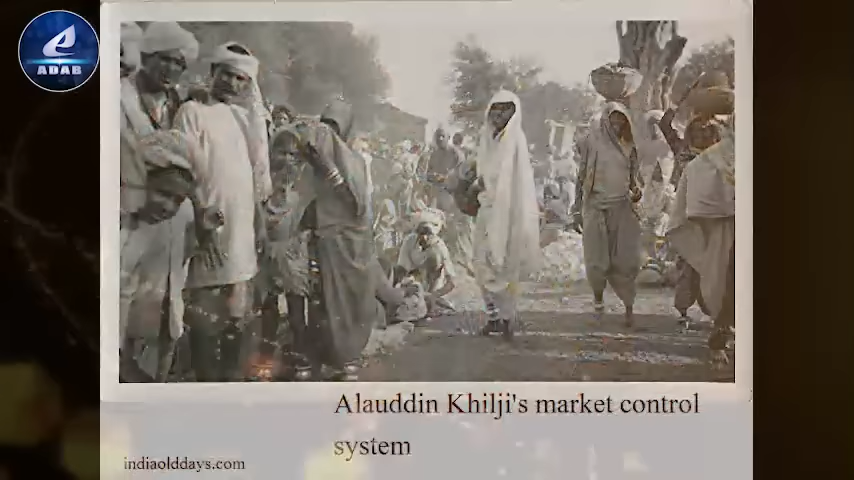 e
ADAB
Alauddin Khilji's market control
system
indiaolddays.com